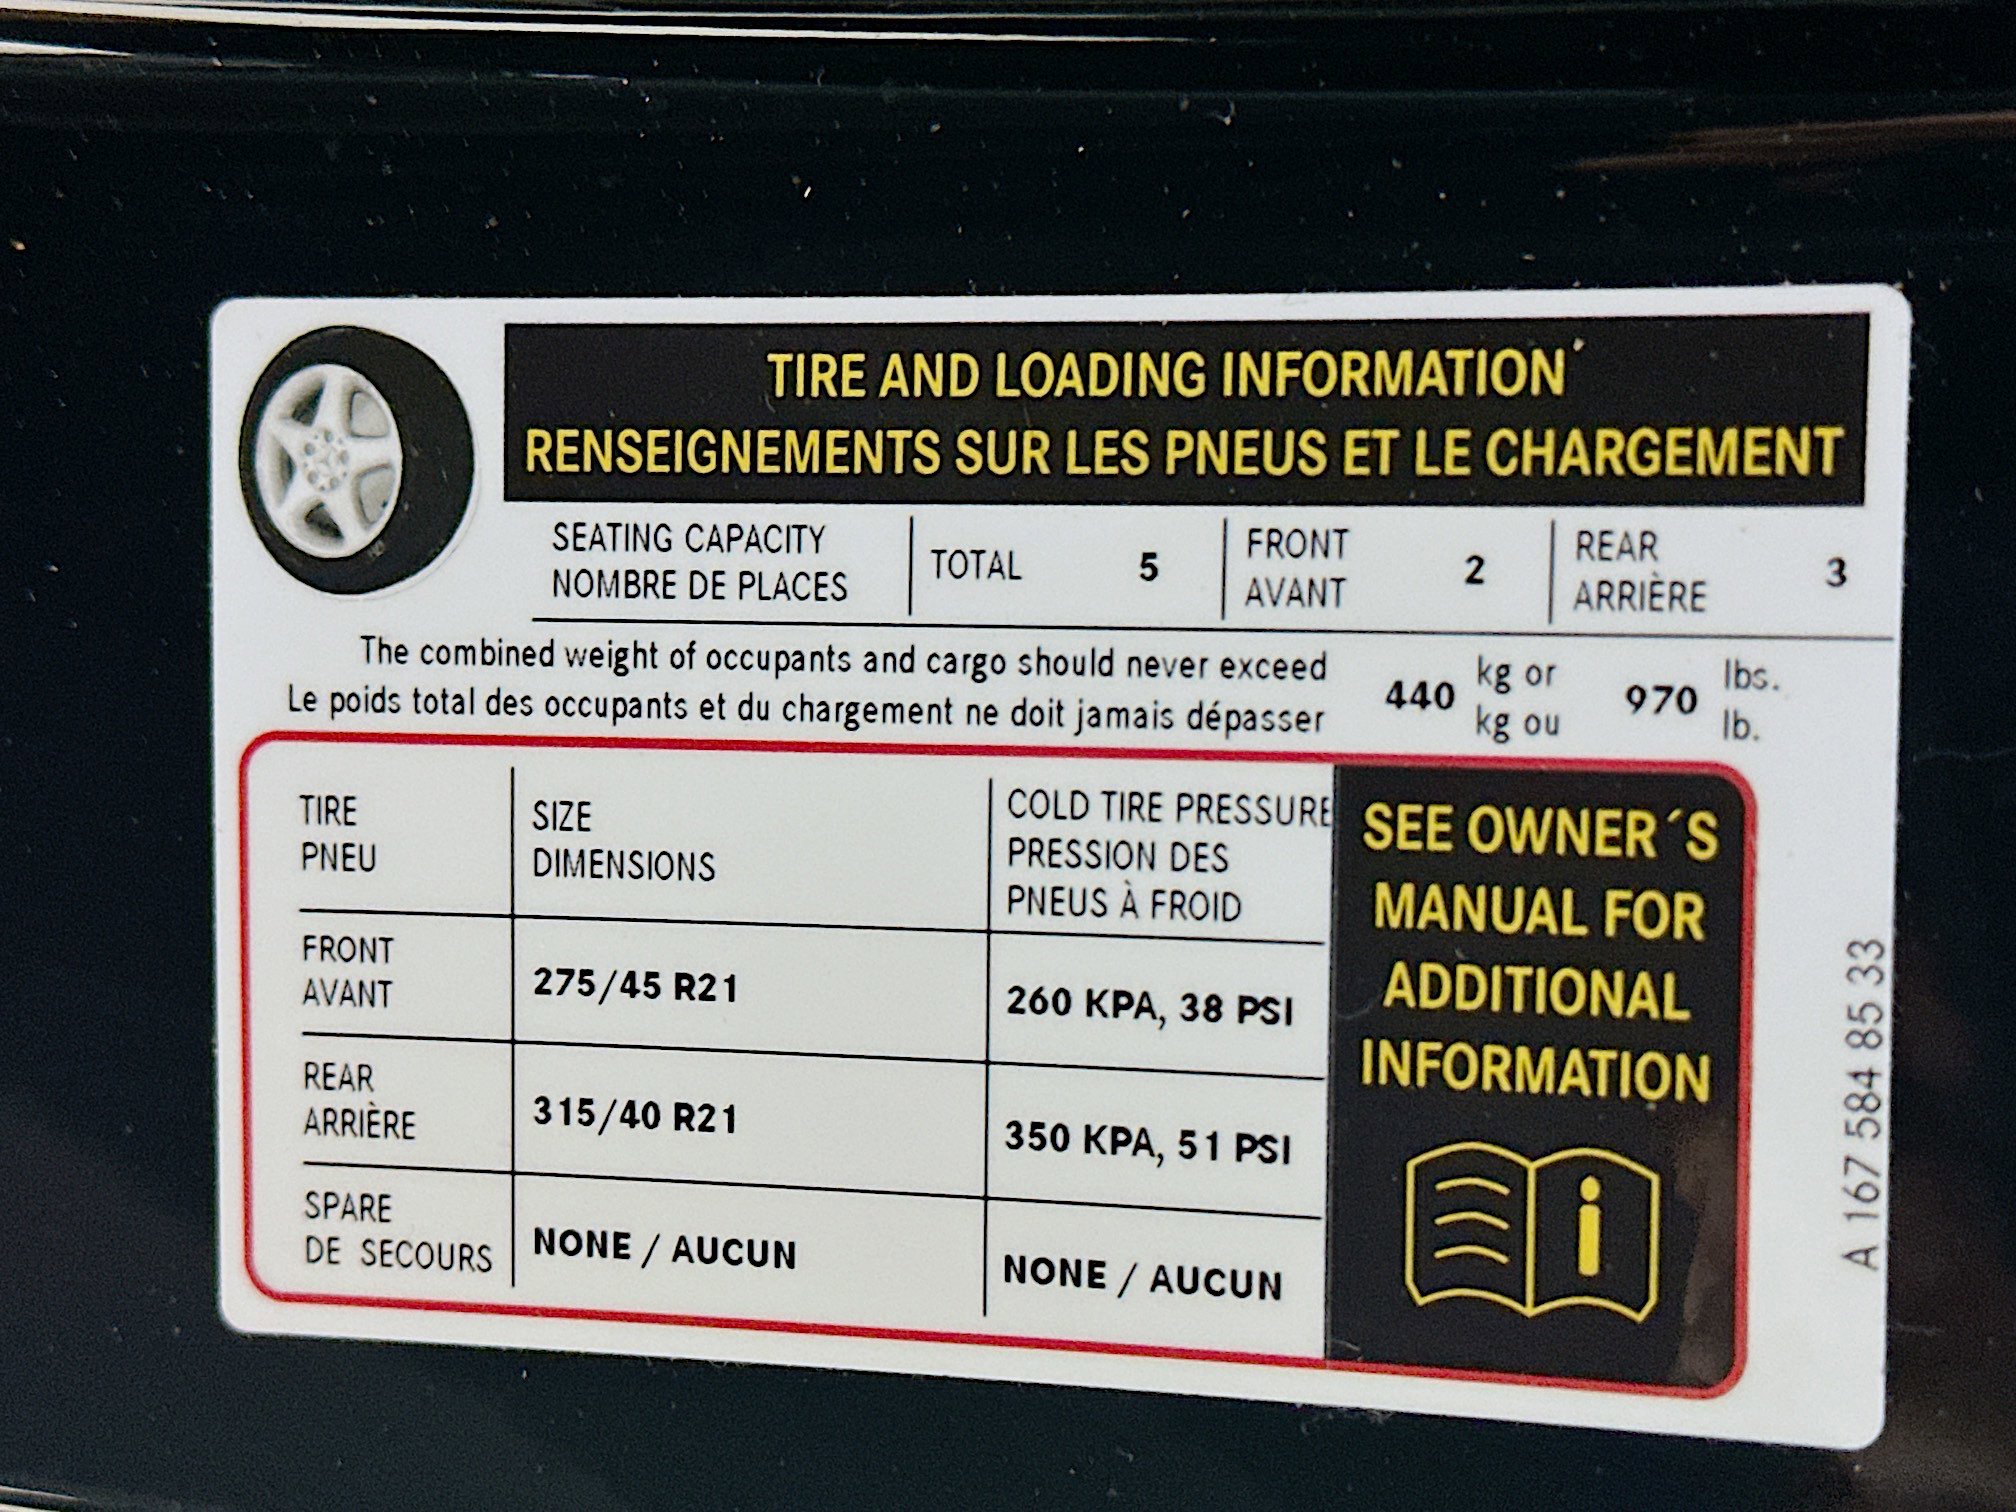 TIRE AND LOADING INFORMATION
RENSEIGNEMENTS SUR LES PNEUS ET LE CHARGEMENT
SEATING CAPACITY
NOMBRE DE PLACES
TOTAL 5
FRONT
AVANT
2
REAR
ARRIÈRE
3
The combined weight of occupants and cargo should never exceed
Le poids total des occupants et du chargement ne doit jamais dépasser
440
kg or
kg ou
970
lbs.
lb.
TIRE
PNEU
SIZE
DIMENSIONS
COLD TIRE PRESSURE
PRESSION DES
PNEUS À FROID
FRONT
AVANT
275/45 R21
260 KPA, 38 PSI
REAR
ARRIÈRE
315/40 R21
350 KPA, 51 PSI
SPARE
DE SECOURS
NONE / AUCUN
NONE / AUCUN
SEE OWNER´S
MANUAL FOR
ADDITIONAL
INFORMATION
A 167 584 85 33